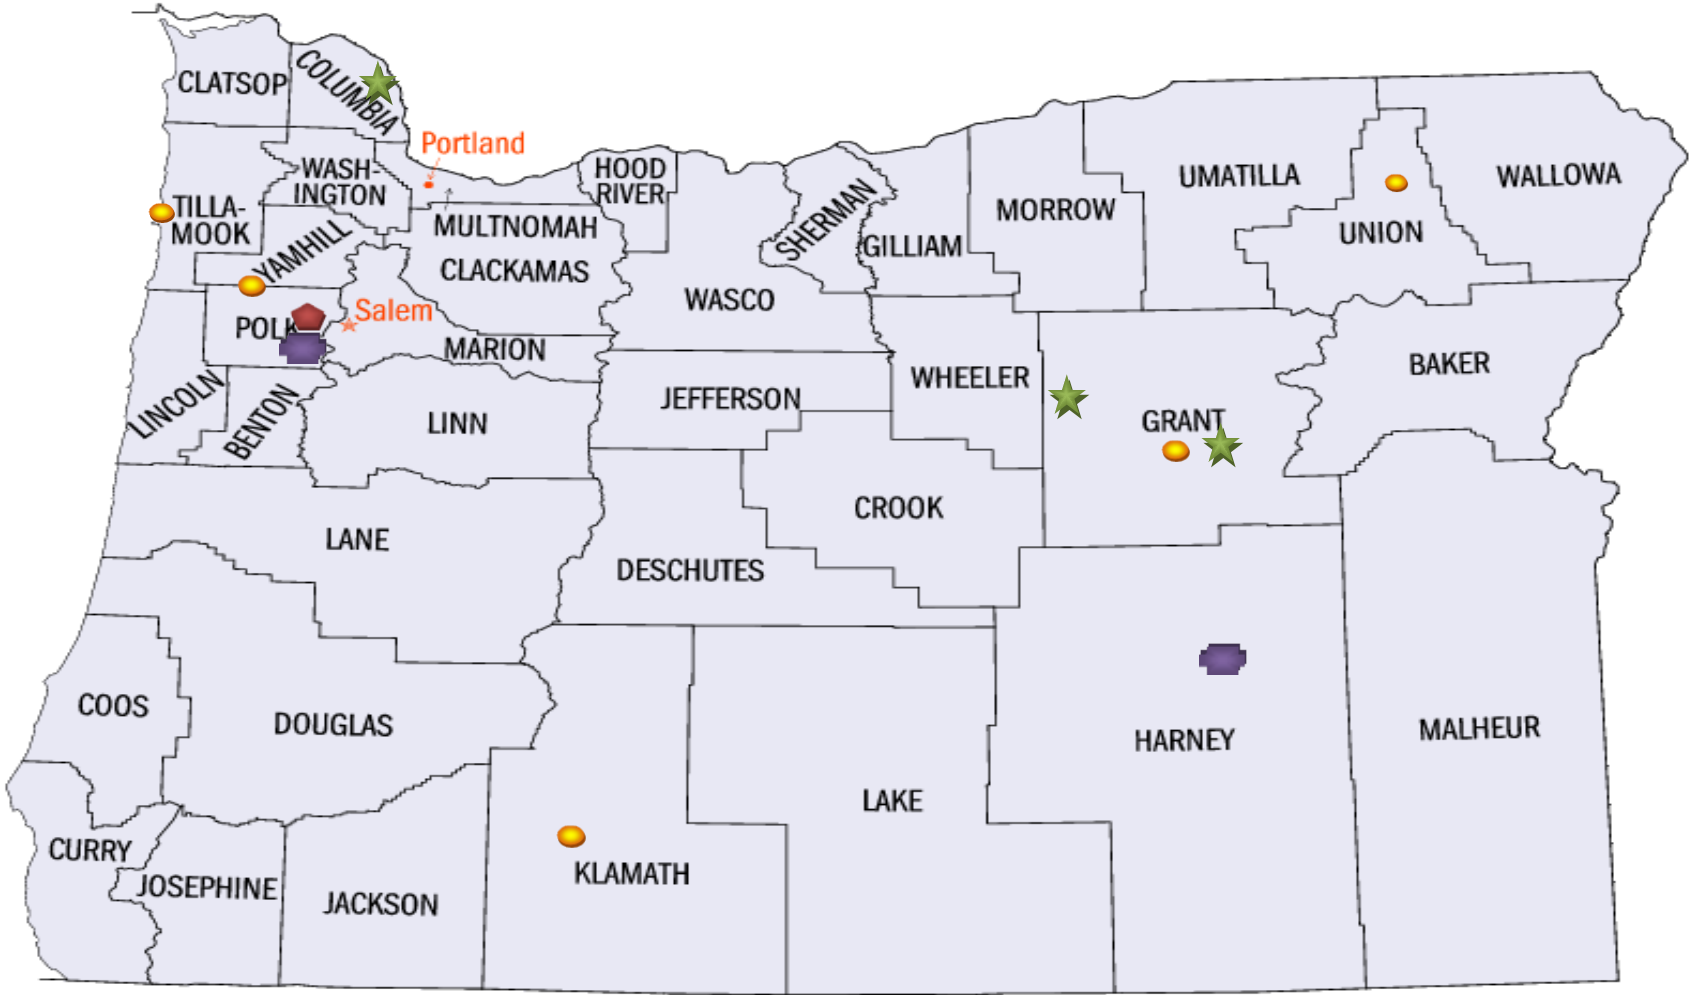 CLATSOP
COLUMBIA
Portland
WASH-
INGTON
HOOD
RIVER
TILLA-
MOOK
YAMHILL
MULTNOMAH
CLACKAMAS
SHERMAN
GILLIAM
MORROW
UMATILLA
WALLOWA
UNION
WASCO
POLK
Salem
MARION
LINCOLN
BENTON
LINN
JEFFERSON
WHEELER
GRANT
BAKER
LANE
DESCHUTES
CROOK
COOS
DOUGLAS
HARNEY
MALHEUR
LAKE
CURRY
JOSEPHINE
JACKSON
KLAMATH